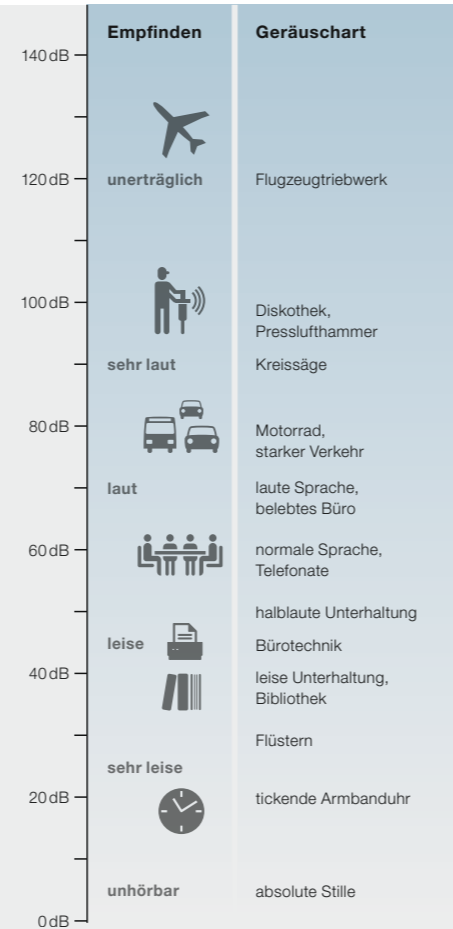 Empfinden Geräuschart
140 dB
120 dB unerträglich Flugzeugtriebwerk
100 dB Diskothek,
Presslufthammer
sehr laut Kreissäge
80 dB Motorrad,
starker Verkehr
laut laute Sprache,
belebtes Büro
60 dB normale Sprache,
Telefonate
halblaute Unterhaltung
leise Bürotechnik
40 dB leise Unterhaltung,
Bibliothek
Flüstern
sehr leise
20 dB tickende Armbanduhr
unhörbar absolute Stille
0 dB